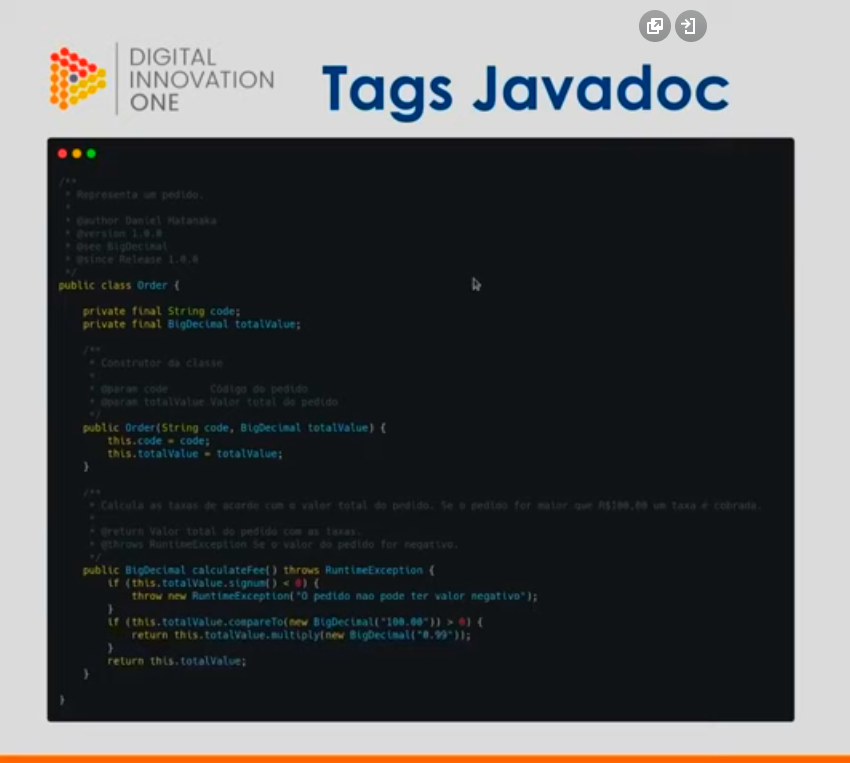 DIGITAL
INNOVATION
ONE
Tags Javadoc
/**
* Representa um pedido.
*
* @author Daniel Hatanaka
* @version 1.0.0
* @see BigDecimal
* @since Release 1.0.0
*/
public class Order {
private final String code;
private final BigDecimal totalValue;
/**
* Construtor da classe
*
* @param code Código do pedido
* @param totalValue Valor total do pedido
*/
public Order(String code, BigDecimal totalValue) {
this.code = code;
this.totalValue = totalValue;
}
/**
* Calcula as taxas de acordo com o valor total do pedido. Se o pedido for maior que R$100,00 um taxa é cobrada.
*
* @return Valor total do pedido com as taxas.
* @throws RuntimeException Se o valor do pedido for negativo.
*/
public BigDecimal calculateFee() throws RuntimeException {
if (this.totalValue.signum() < 0) {
throw new RuntimeException("O pedido nao pode ter valor negativo");
}
if (this.totalValue.compareTo(new BigDecimal("100.00")) > 0) {
return this.totalValue.multiply(new BigDecimal("0.99"));
}
return this.totalValue;
}
}